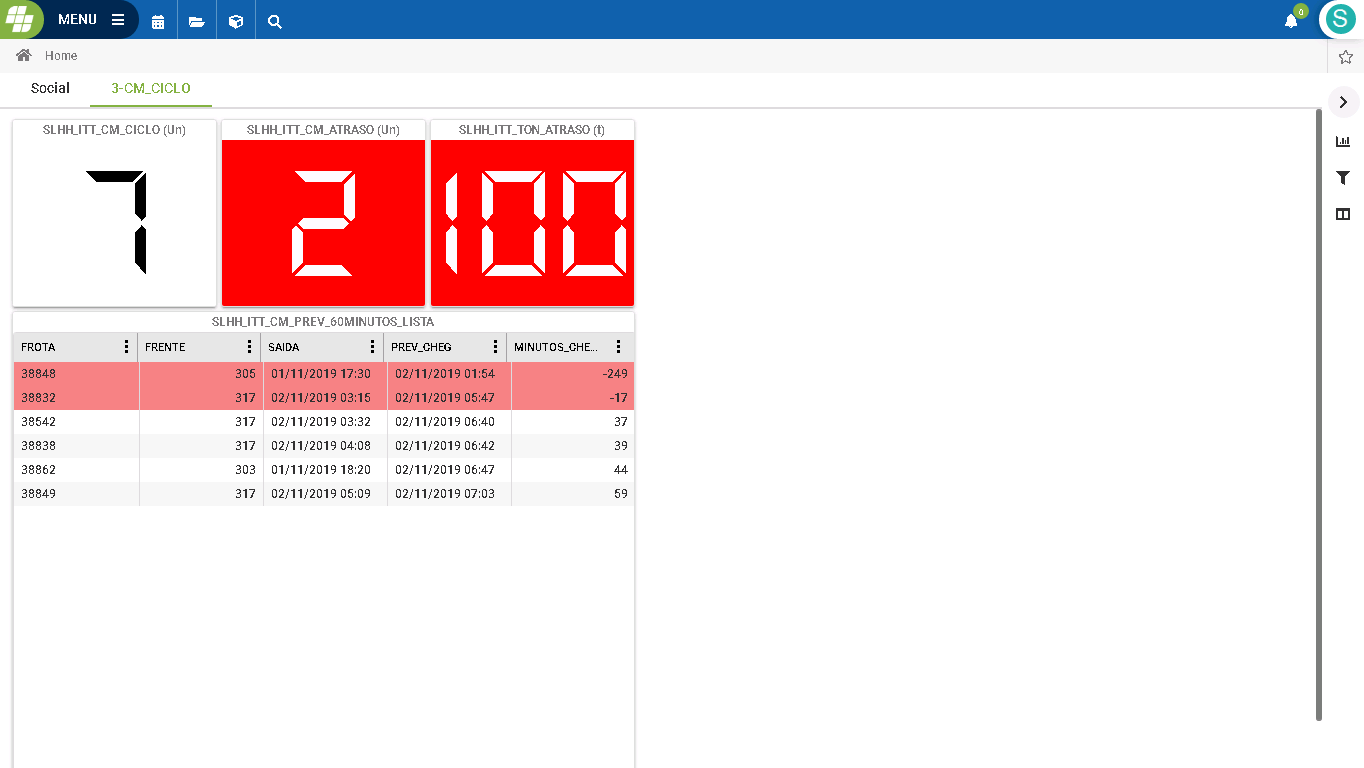 MENU
0
S
Home
Social 3-CM_CICLO
SLHH_ITT_CM_CICLO (Un) SLHH_ITT_CM_ATRASO (Un) SLHH_ITT_TON_ATRASO (t)
7 2 100
SLHH_ITT_CM_PREV_60MINUTOS_LISTA
FROTA FRENTE SAIDA PREV_CHEG MINUTOS_CHE...
38848 305 01/11/2019 17:30 02/11/2019 01:54 -249
38832 317 02/11/2019 03:15 02/11/2019 05:47 -17
38542 317 02/11/2019 03:32 02/11/2019 06:40 37
38838 317 02/11/2019 04:08 02/11/2019 06:42 39
38862 303 01/11/2019 18:20 02/11/2019 06:47 44
38849 317 02/11/2019 05:09 02/11/2019 07:03 59